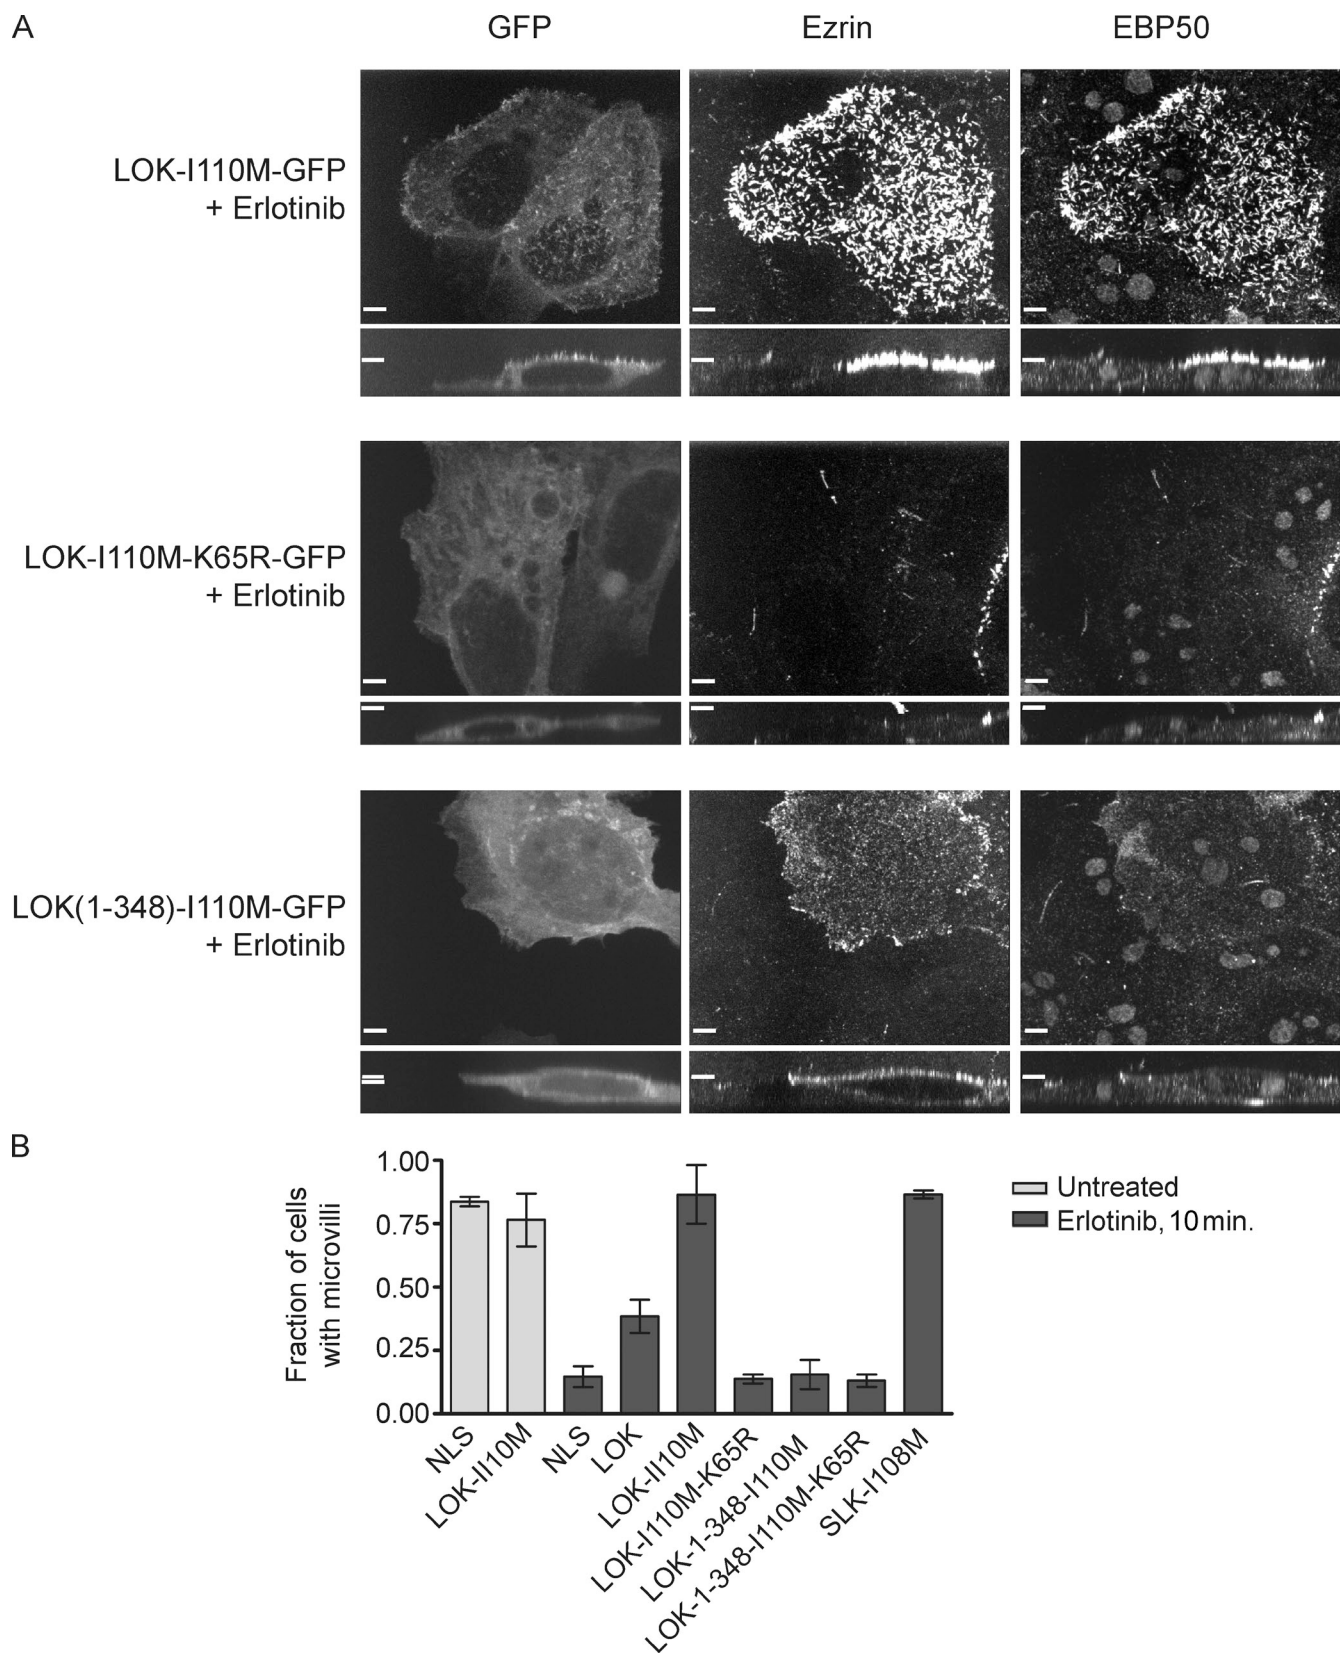 A
GFP
Ezrin
EBP50
LOK-I110M-GFP
+ Erlotinib
LOK-I110M-K65R-GFP
+ Erlotinib
LOK(1-348)-I110M-GFP
+ Erlotinib
B
Fraction of cells
with microvilli
1.00
0.75
0.50
0.25
0.00
Untreated
Erlotinib, 10 min.
NLS
LOK-II10M
NLS
LOK
LOK-II10M
LOK-I110M-K65R
LOK-1-348-I110M
LOK-1-348-I110M-K65R
SLK-I108M